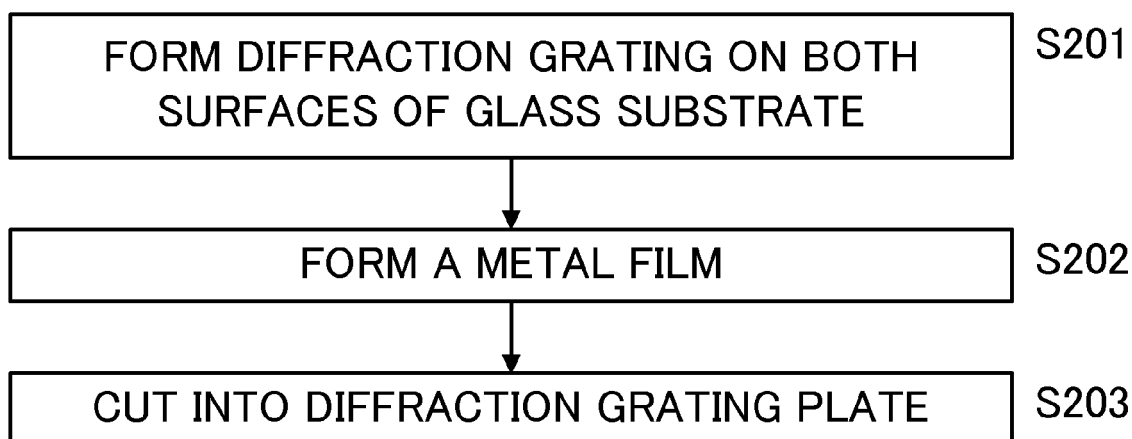 FORM DIFFRACTION GRATING ON BOTH
SURFACES OF GLASS SUBSTRATE
S201
FORM A METAL FILM
S202
CUT INTO DIFFRACTION GRATING PLATE
S203